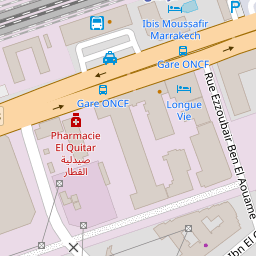 P
Ibis Moussafir
Marrakech
Gare ONCF
Gare ONCF
Longue
Vie
Pharmacie
El Quitar
صيدلية
القطار
Rue Ezzoubair Ben El Aouame
Ibn El